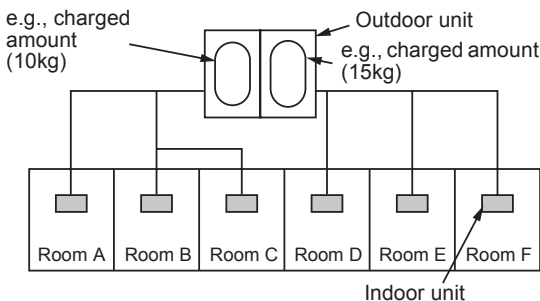 e.g., charged
amount
(10kg)
Outdoor unit
e.g., charged amount
(15kg)
Room A
Room B
Room C
Room D
Room E
Room F
Indoor unit